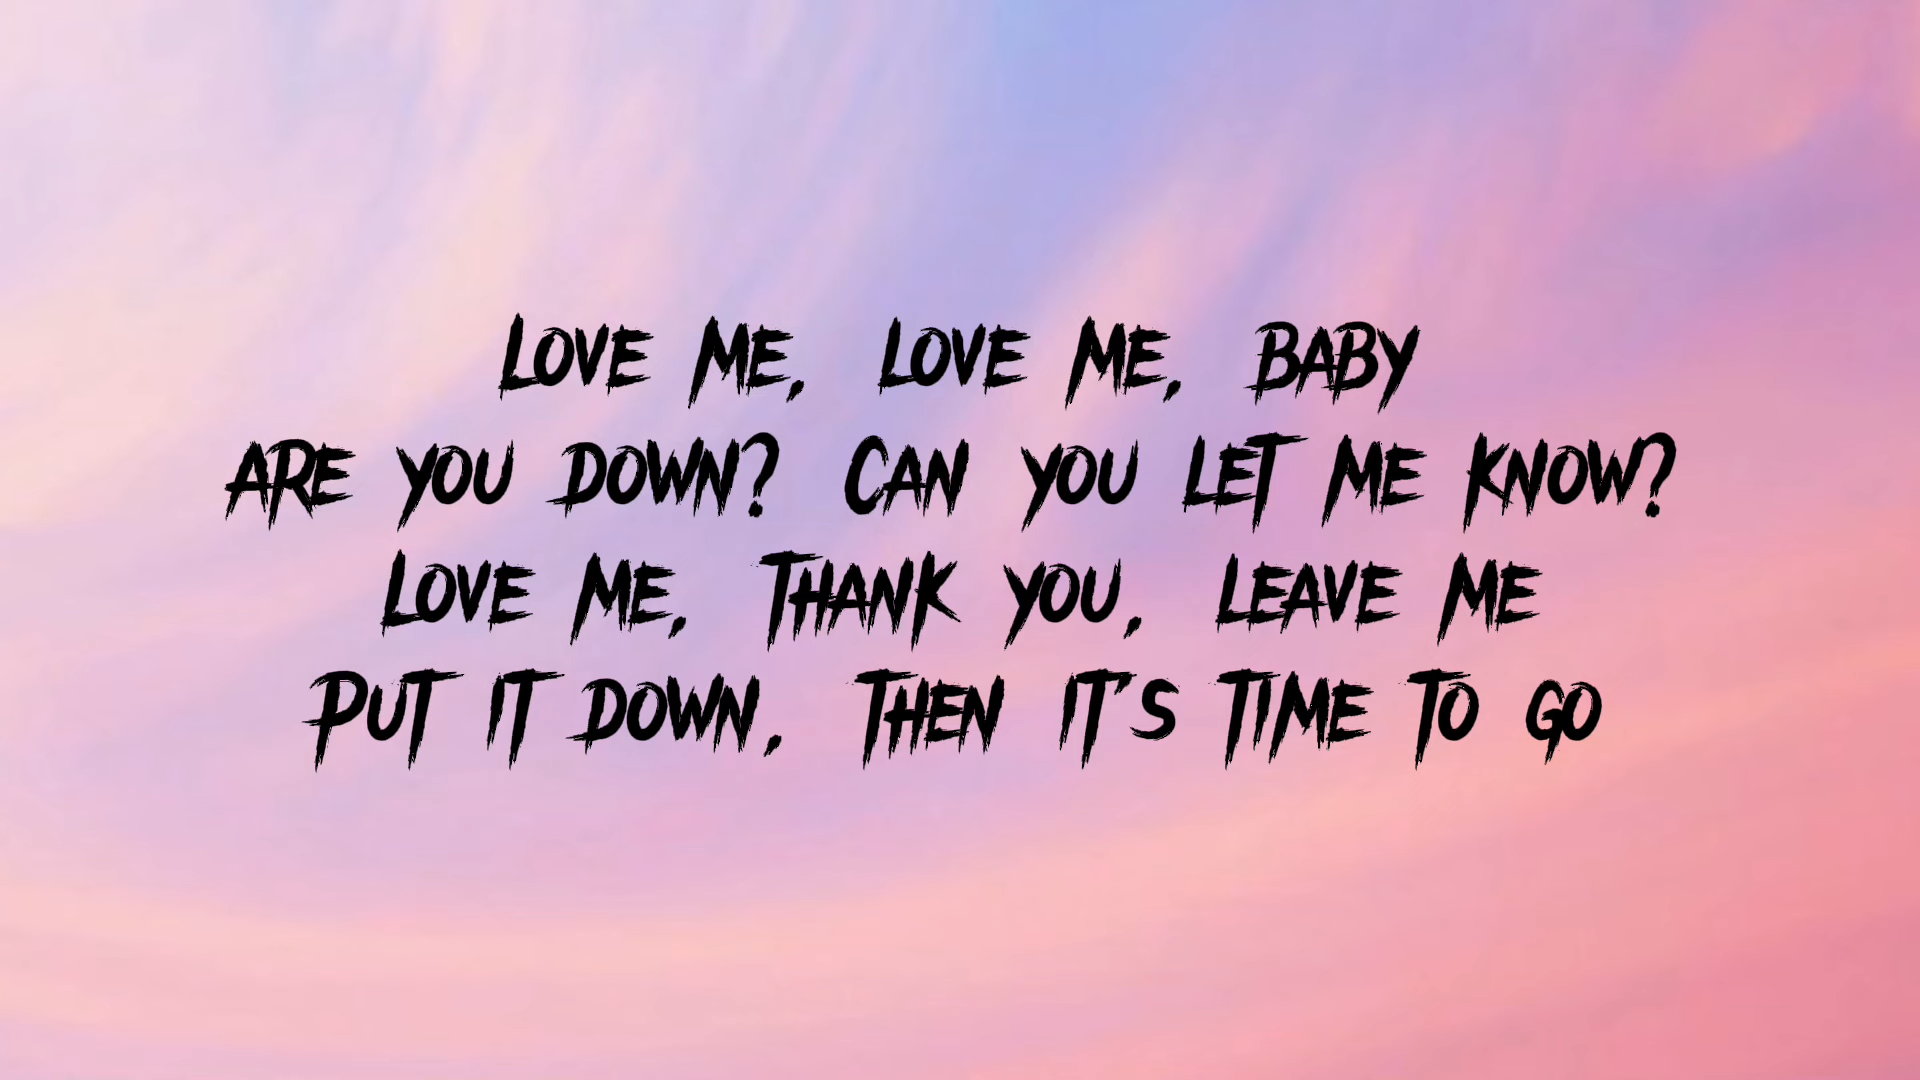 Love me, love me, baby
Are you down? Can you let me know?
Love me, thank you, leave me
Put it down, then it's time to go